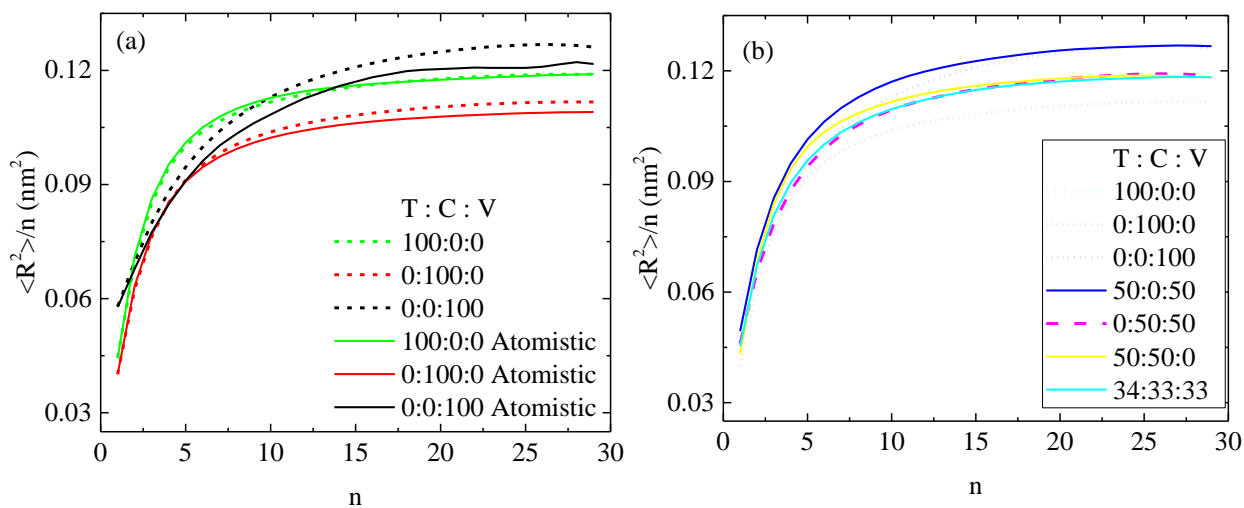 (a)
<R²>/n (nm²)
0.12
0.09
0.06
0.03
T : C : V
100:0:0
0:100:0
0:0:100
100:0:0 Atomistic
0:100:0 Atomistic
0:0:100 Atomistic
0 5 10 15 20 25 30
n
(b)
<R²>/n (nm²)
0.12
0.09
0.06
0.03
T : C : V
100:0:0
0:100:0
0:0:100
50:0:50
0:50:50
50:50:0
34:33:33
0 5 10 15 20 25 30
n